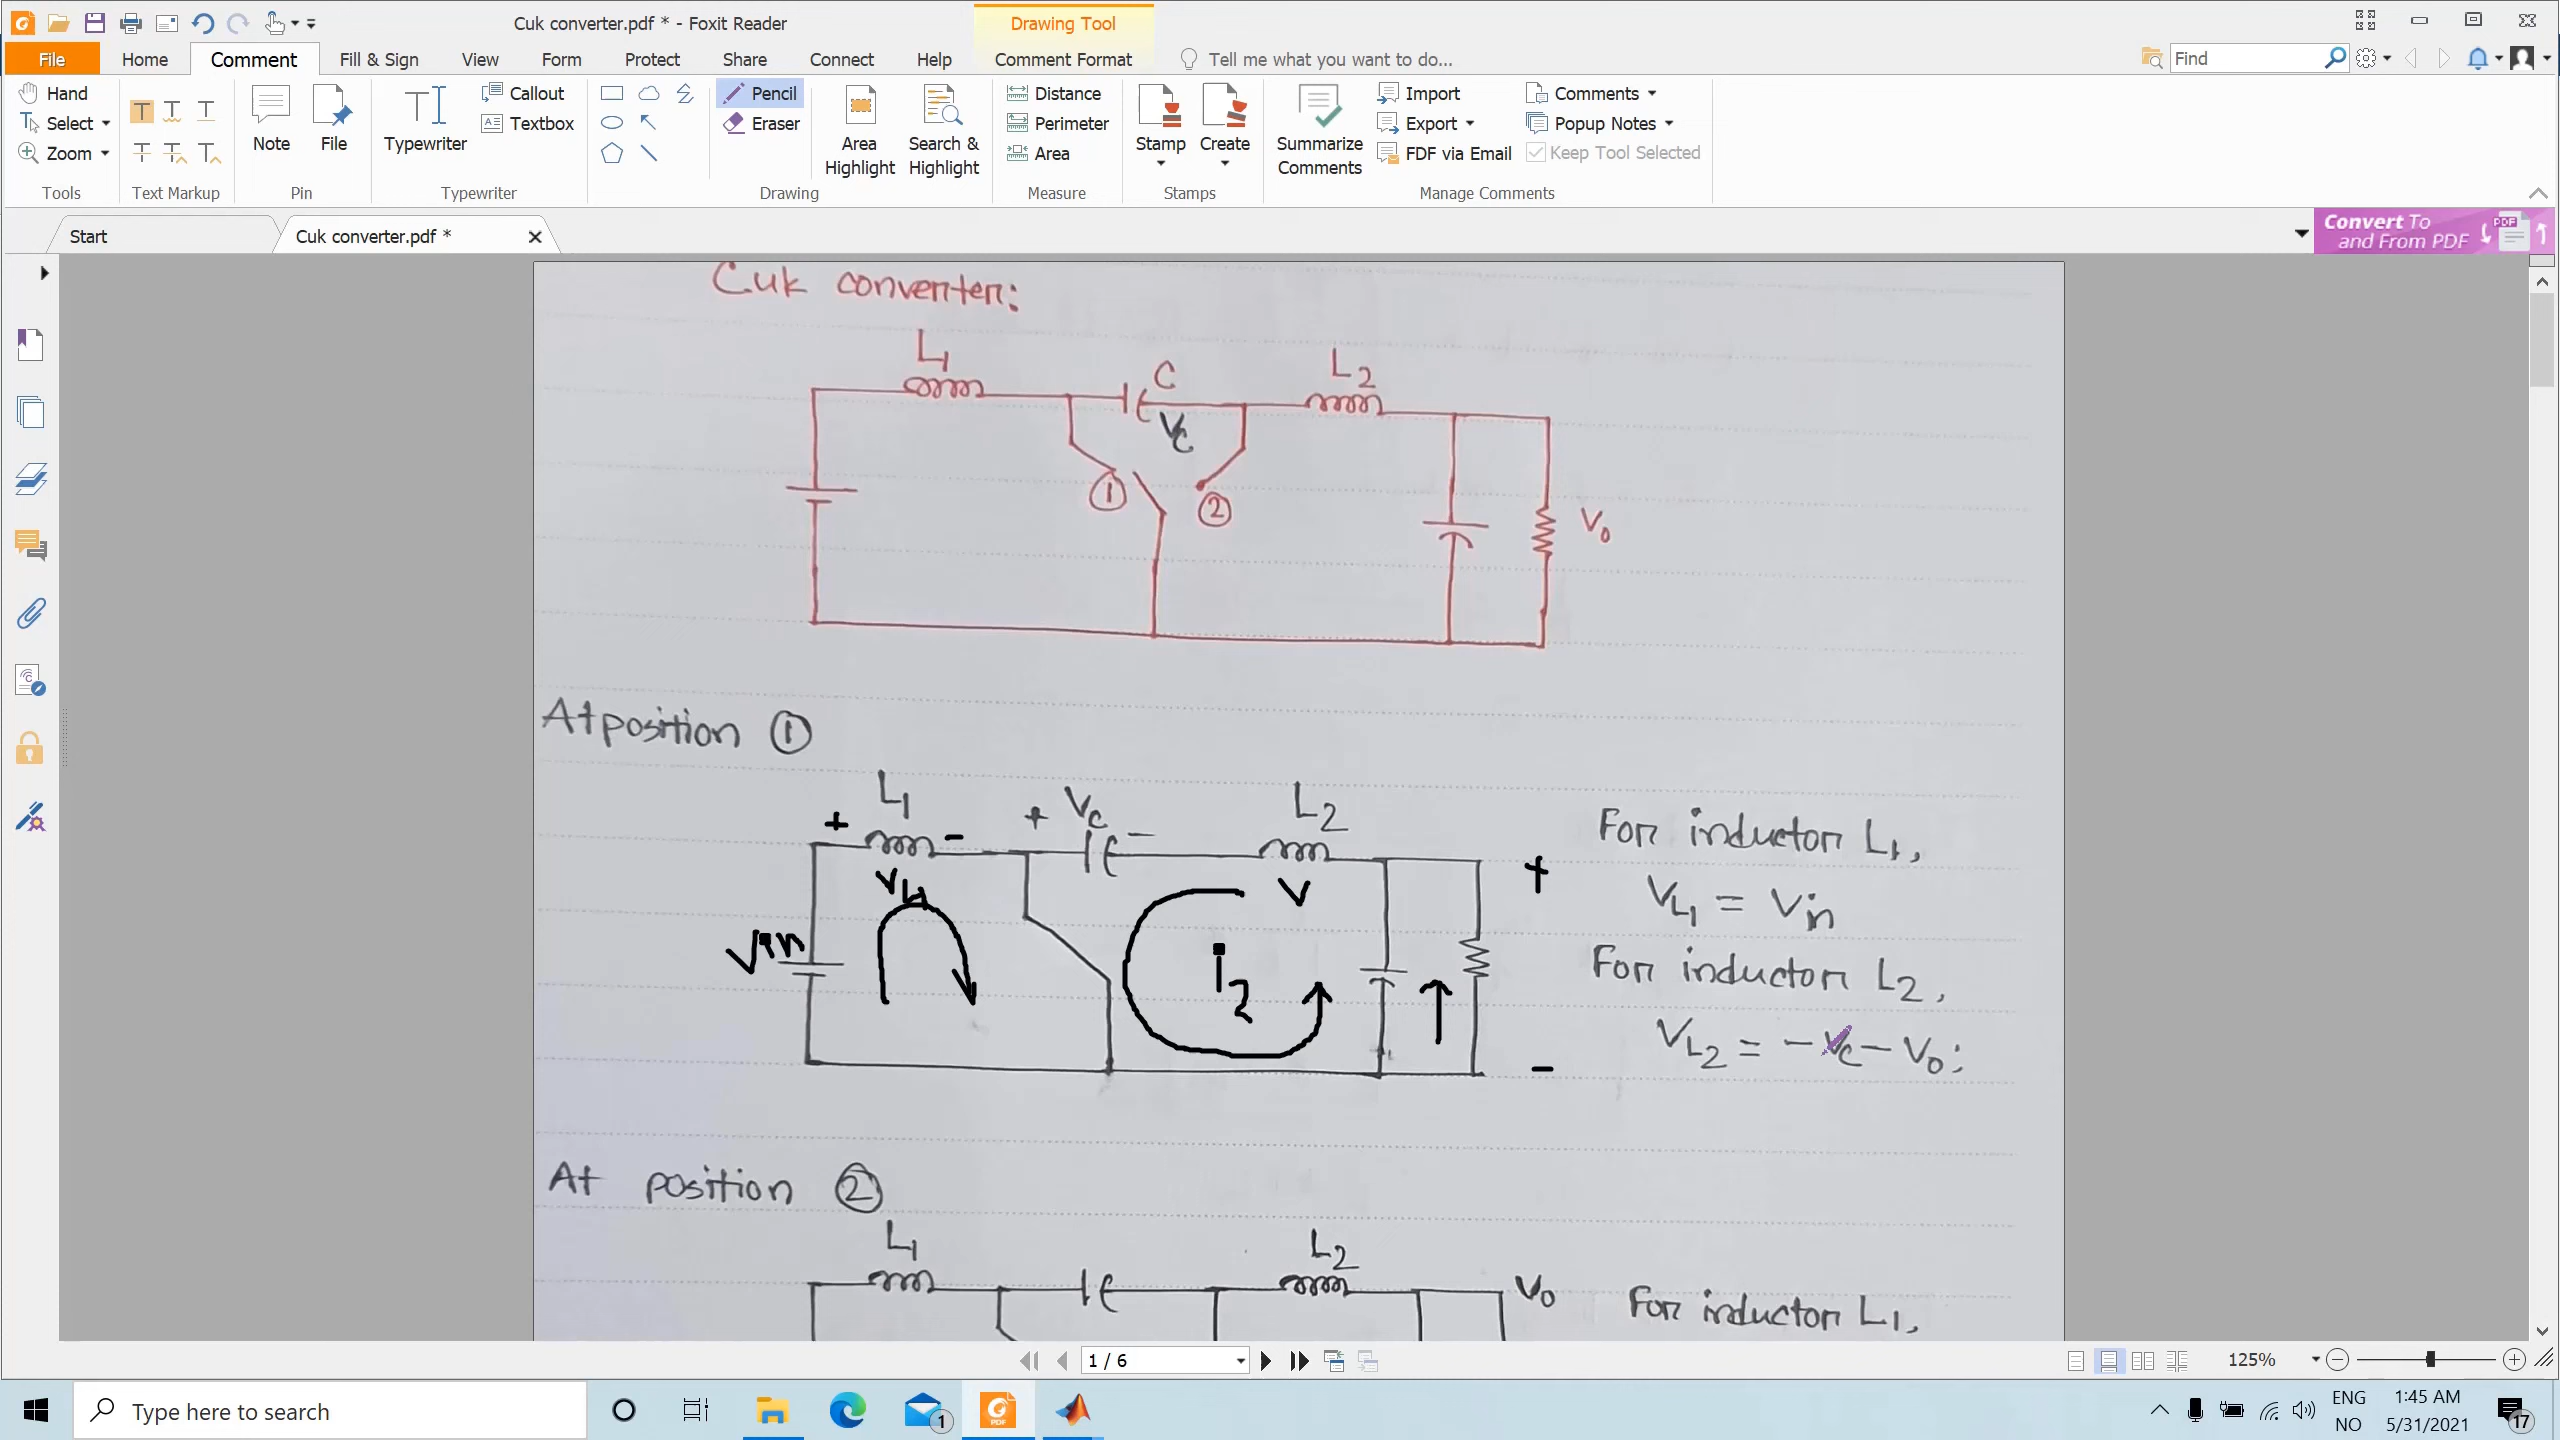 Cuk converter.pdf * - Foxit Reader
Drawing Tool
File Home Comment Fill & Sign View Form Protect Share Connect Help Comment Format Tell me what you want to do... Find
Hand
Select
Zoom
Tools
Text Markup
Note
File
Pin
Typewriter
Callout
Textbox
Typewriter
Pencil
Eraser
Area Highlight
Search & Highlight
Drawing
Distance
Perimeter
Area
Measure
Stamp
Create
Stamps
Summarize Comments
Import
Export
FDF via Email
Comments
Popup Notes
Keep Tool Selected
Manage Comments
Start
Cuk converter.pdf *
Convert To
and From PDF
PDF
Cuk converter:
L1
C
L2
Vc
1
2
V0
At position 1
L1
+ Vc -
L2
+ -
VL1
V
Vin
i2
+
-
For inductor L1,
VL1 = Vin
For inductor L2,
VL2 = -Vc - V0;
At position 2
L1
L2
V0
For inductor L1,
1 / 6
125%
Type here to search
1
PDF
ENG
NO
1:45 AM
5/31/2021
17